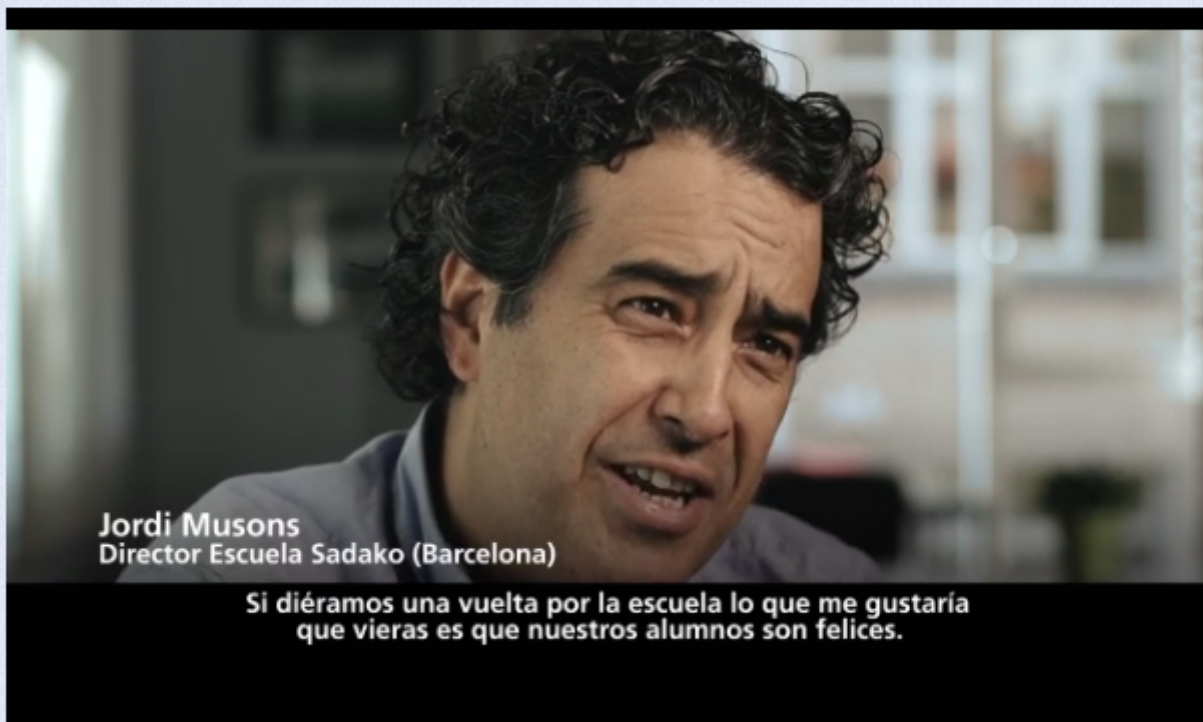 Jordi Musons
Director Escuela Sadako (Barcelona)
Si diéramos una vuelta por la escuela lo que me gustaría
que vieras es que nuestros alumnos son felices.